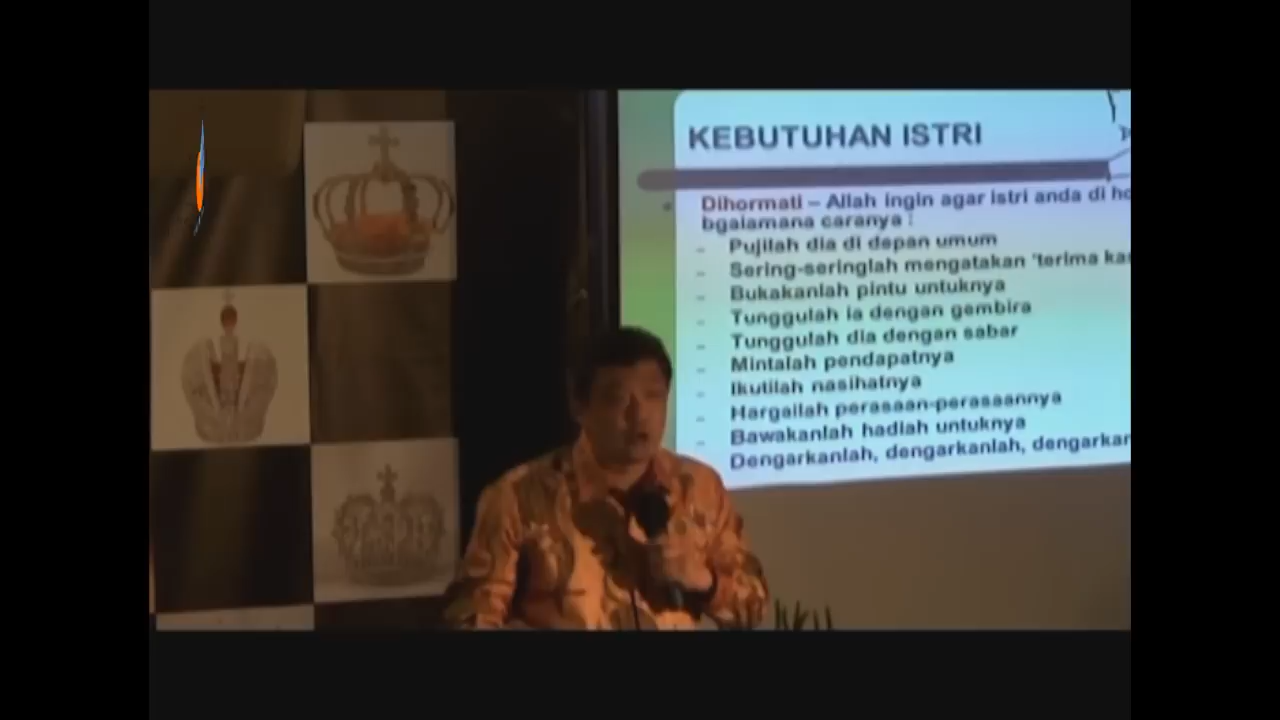 KEBUTUHAN ISTRI
Dihormati – Allah ingin agar istri anda di
bgaiamana caranya :
- Pujilah dia di depan umum
- Sering-seringlah mengatakan 'terima
- Bukakanlah pintu untuknya
- Tunggulah ia dengan gembira
- Tunggulah dia dengan sabar
- Mintalah pendapatnya
- Ikutilah nasihatnya
- Hargailah perasaan-perasaannya
- Bawakanlah hadiah untuknya
Dengarkanlah, dengarkanlah,